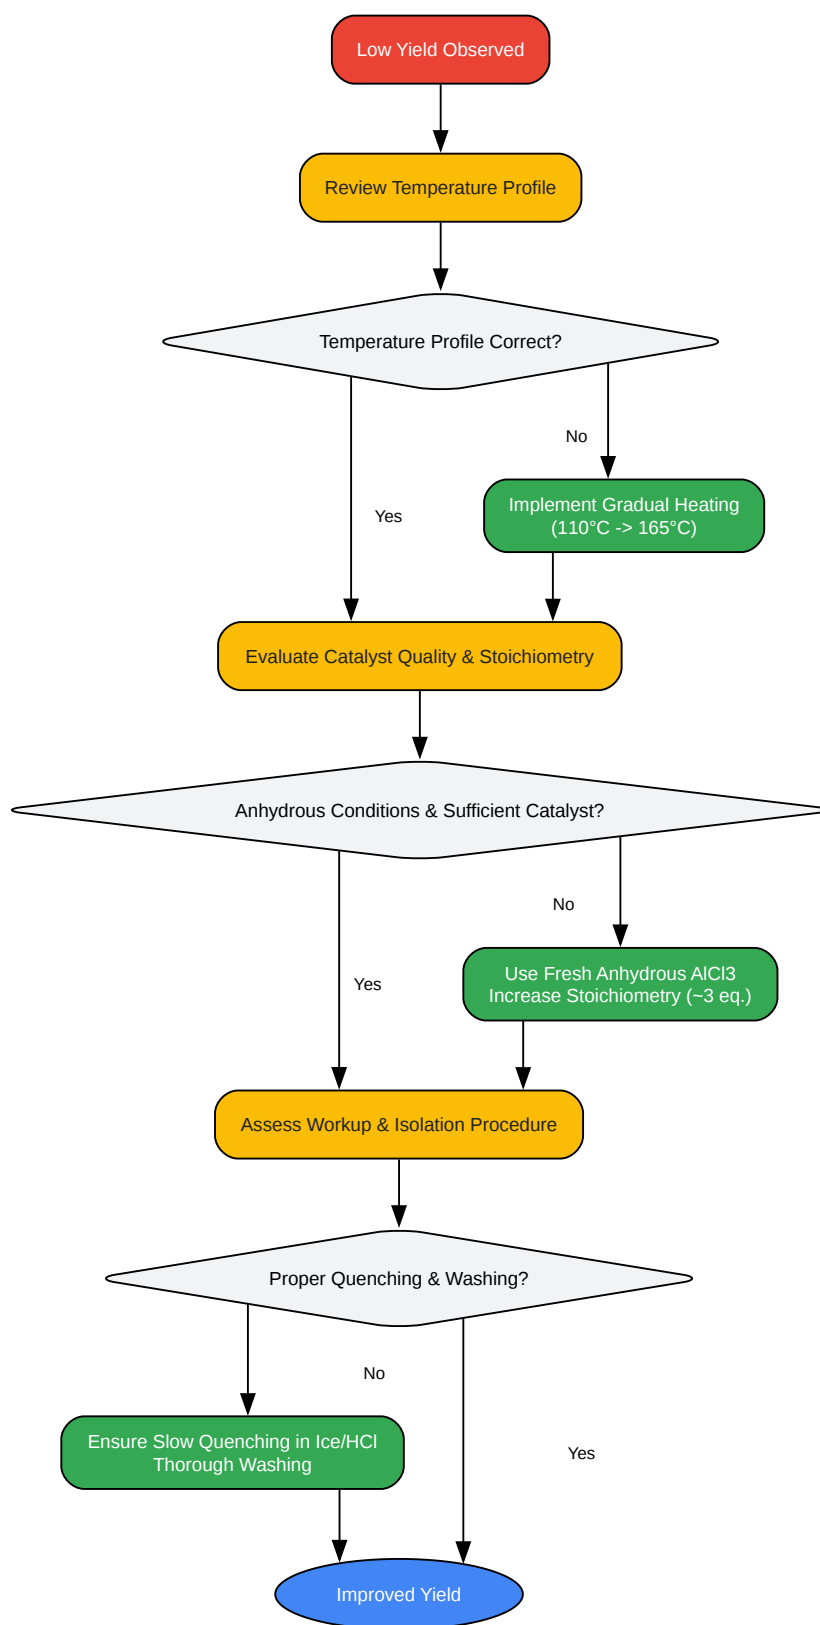 Low Yield Observed
Review Temperature Profile
Temperature Profile Correct?
No
Implement Gradual Heating
(110°C -> 165°C)
Yes
Evaluate Catalyst Quality & Stoichiometry
Anhydrous Conditions & Sufficient Catalyst?
No
Use Fresh Anhydrous AlCl3
Increase Stoichiometry (~3 eq.)
Yes
Assess Workup & Isolation Procedure
Proper Quenching & Washing?
No
Ensure Slow Quenching in Ice/HCl
Thorough Washing
Yes
Improved Yield